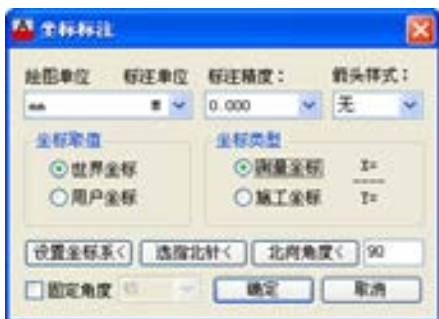 坐标标注
绘图单位 标注单位 标注精度： 箭头样式：
mm 0.000 无
坐标取值 坐标类型
世界坐标 测量坐标 X=
用户坐标 施工坐标 Y=
设置坐标系< 选指北针< 北向角度< 90
固定角度 45 确定 取消